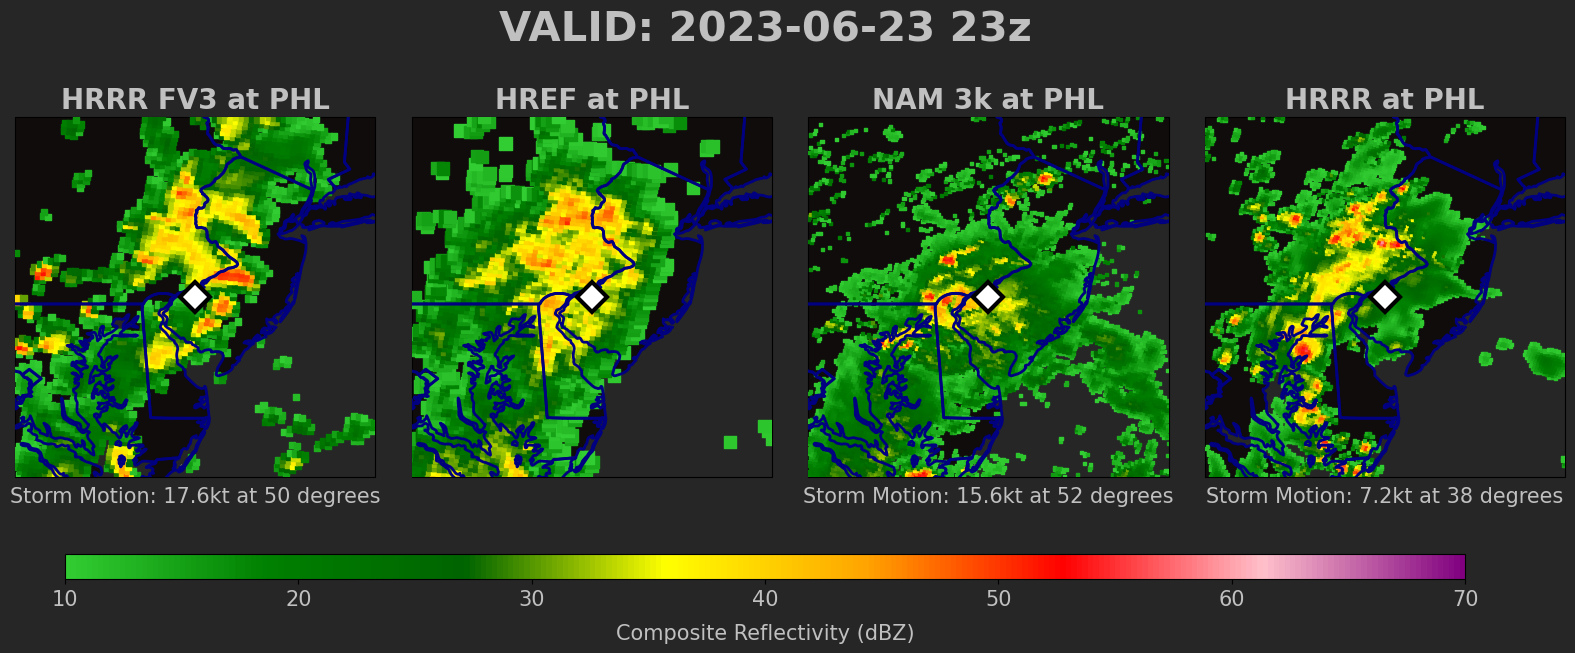 VALID: 2023-06-23 23z
HRRR FV3 at PHL
HREF at PHL
NAM 3k at PHL
HRRR at PHL
Storm Motion: 17.6kt at 50 degrees
Storm Motion: 15.6kt at 52 degrees
Storm Motion: 7.2kt at 38 degrees
10 20 30 40 50 60 70
Composite Reflectivity (dBZ)